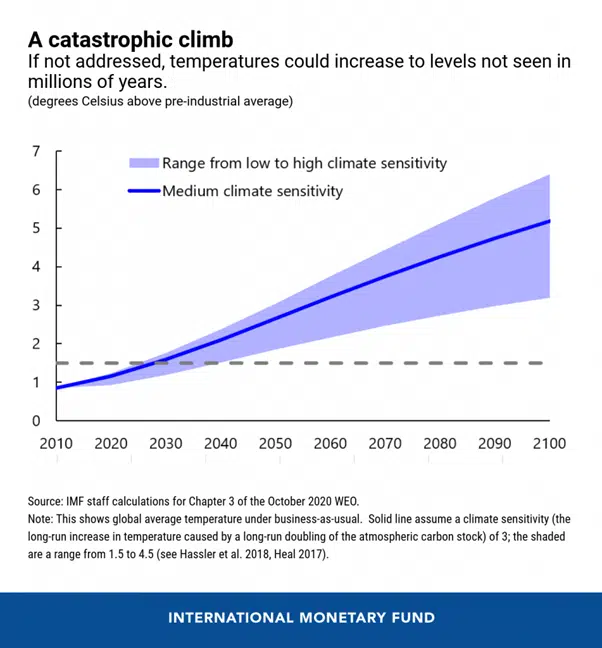 A catastrophic climb
If not addressed, temperatures could increase to levels not seen in
millions of years.
(degrees Celsius above pre-industrial average)
7
Range from low to high climate sensitivity
6
Medium climate sensitivity
5
4
3
2
1
0
2010 2020 2030 2040 2050 2060 2070 2080 2090 2100
Source: IMF staff calculations for Chapter 3 of the October 2020 WEO.
Note: This shows global average temperature under business-as-usual. Solid line assume a climate sensitivity (the
long-run increase in temperature caused by a long-run doubling of the atmospheric carbon stock) of 3; the shaded
are a range from 1.5 to 4.5 (see Hassler et al. 2018, Heal 2017).
INTERNATIONAL MONETARY FUND